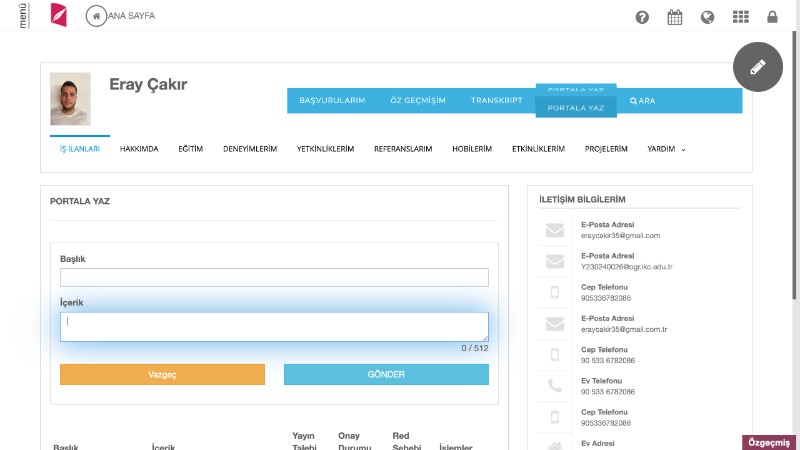 menü
ANA SAYFA
Eray Çakır
BAŞVURULARIM ÖZ GEÇMİŞİM TRANSKRIPT PORTALA YAZ ARA
PORTALA YAZ
İŞ İLANLARI HAKKIMDA EĞİTİM DENEYİMLERİM YETKİNLİKLERİM REFERANSLARIM HOBİLERİM ETKİNLİKLERİM PROJELERİM YARDIM
PORTALA YAZ
Başlık
İçerik
0 / 512
Vazgeç GÖNDER
Başlık İçerik Yayın Talebi Onay Durumu Red Sebebi İşlemler
İLETİŞİM BİLGİLERİM
E-Posta Adresi
eraycakir35@gmail.com
E-Posta Adresi
Y230240026@ogr.ikc.edu.tr
Cep Telefonu
905336782086
E-Posta Adresi
eraycakir35@gmail.com.tr
Cep Telefonu
90 533 6782086
Ev Telefonu
90 533 6782086
Cep Telefonu
905336782086
Ev Adresi
Özgeçmiş